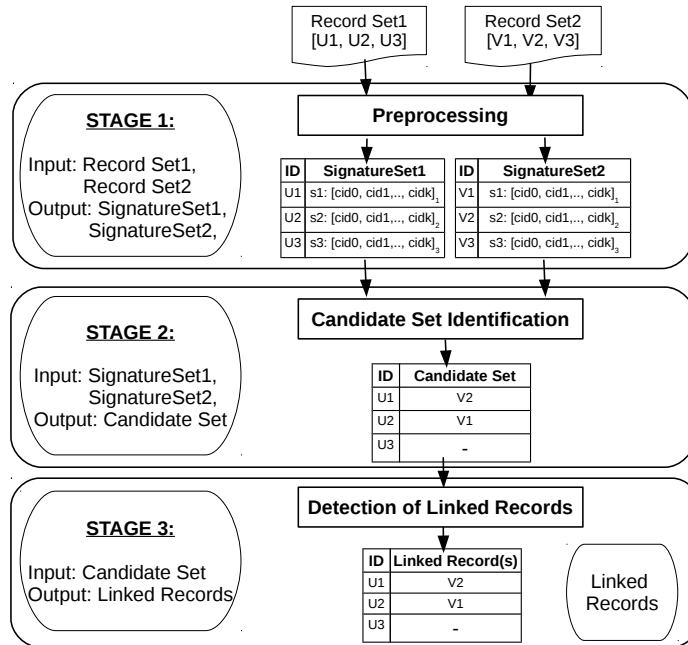 Record Set1
[U1, U2, U3]
Record Set2
[V1, V2, V3]
STAGE 1:
Input: Record Set1,
Record Set2
Output: SignatureSet1,
SignatureSet2,
Preprocessing
ID SignatureSet1
U1 s1: [cid0, cid1,.., cidk]1
U2 s2: [cid0, cid1,.., cidk]2
U3 s3: [cid0, cid1,.., cidk]3
ID SignatureSet2
V1 s1: [cid0, cid1,.., cidk]1
V2 s2: [cid0, cid1,.., cidk]2
V3 s3: [cid0, cid1,.., cidk]3
STAGE 2:
Input: SignatureSet1,
SignatureSet2,
Output: Candidate Set
Candidate Set Identification
ID Candidate Set
U1 V2
U2 V1
U3 -
STAGE 3:
Input: Candidate Set
Output: Linked Records
Detection of Linked Records
ID Linked Record(s)
U1 V2
U2 V1
U3 -
Linked
Records